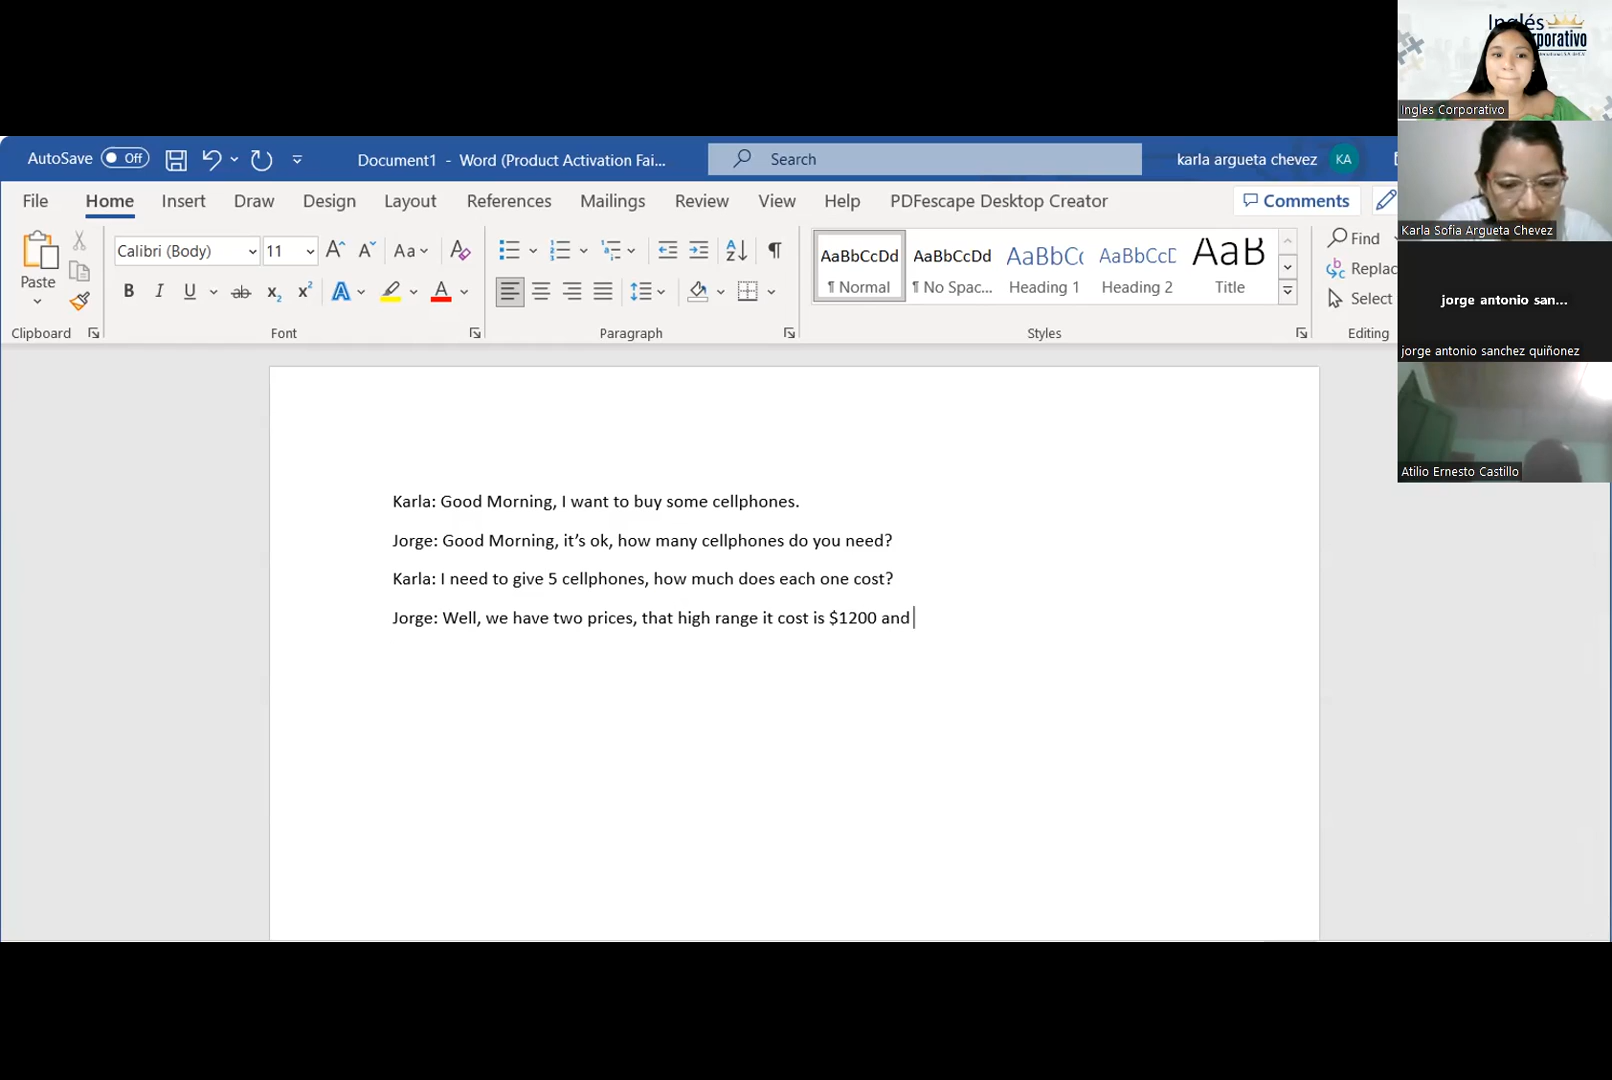 Inglés
Corporativo
Ingles Corporativo
AutoSave Off
Document1 - Word (Product Activation Fai...
Search
karla argueta chevez KA
Karla Sofia Argueta Chevez
File Home Insert Draw Design Layout References Mailings Review View Help PDFescape Desktop Creator
Comments
Paste
Calibri (Body) 11
AaBbCcDd AaBbCcDd AaBbCc AaBbCcD AaB
¶ Normal ¶ No Spac... Heading 1 Heading 2 Title
Find
Replac
Select
Clipboard Font Paragraph Styles Editing
jorge antonio san...
jorge antonio sanchez quiñonez
Atilio Ernesto Castillo
Karla: Good Morning, I want to buy some cellphones.
Jorge: Good Morning, it’s ok, how many cellphones do you need?
Karla: I need to give 5 cellphones, how much does each one cost?
Jorge: Well, we have two prices, that high range it cost is $1200 and